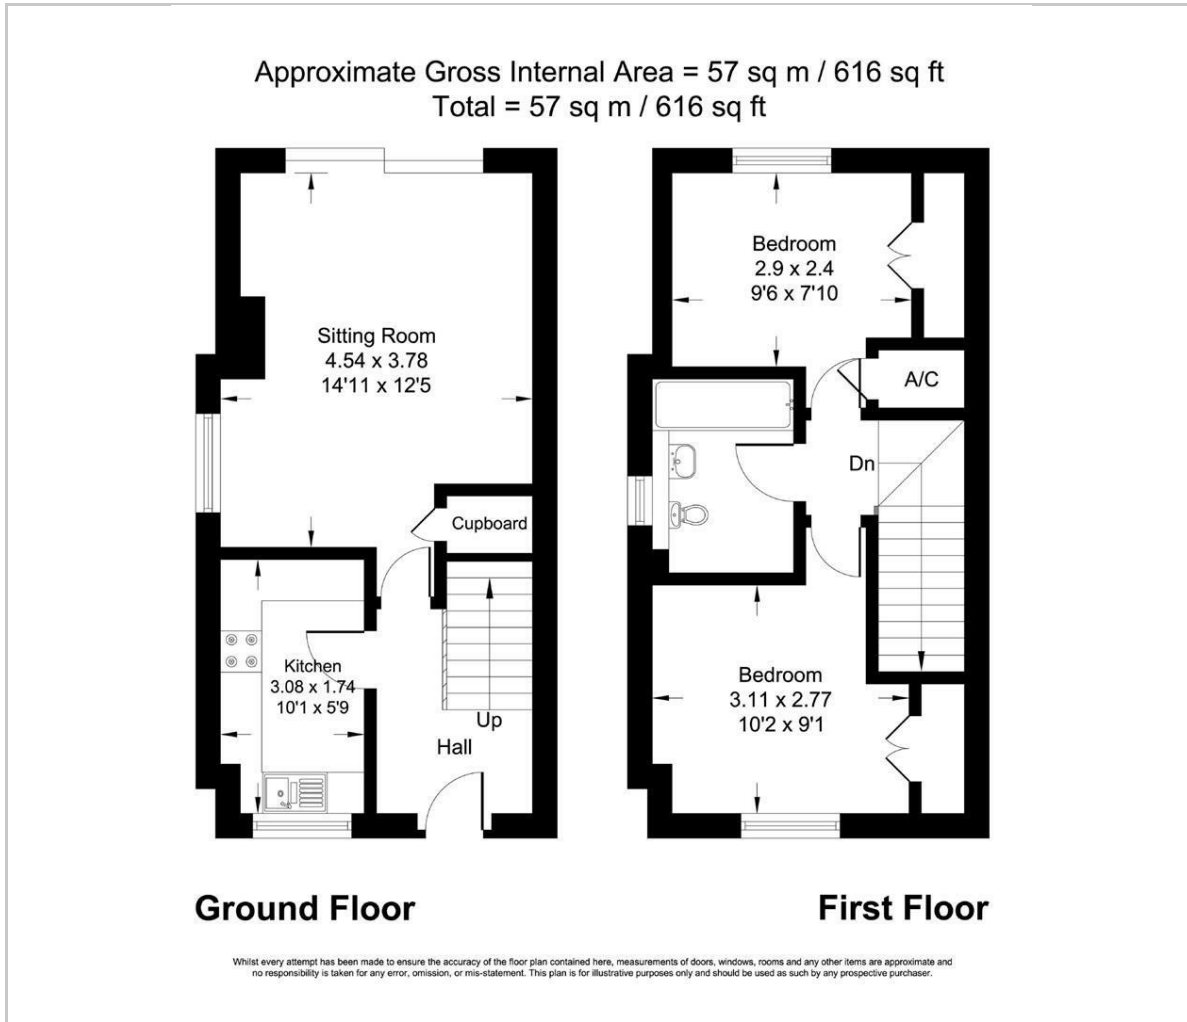 Approximate Gross Internal Area = 57 sq m / 616 sq ft
Total = 57 sq m / 616 sq ft
Sitting Room
4.54 x 3.78
14'11 x 12'5
Cupboard
Kitchen
3.08 x 1.74
10'1 x 5'9
Up
Hall
Bedroom
2.9 x 2.4
9'6 x 7'10
A/C
Dn
Bedroom
3.11 x 2.77
10'2 x 9'1
Ground Floor
First Floor
Whilst every attempt has been made to ensure the accuracy of the floor plan contained here, measurements of doors, windows, rooms and any other items are approximate and
no responsibility is taken for any error, omission, or mis-statement. This plan is for illustrative purposes only and should be used as such by any prospective purchaser.